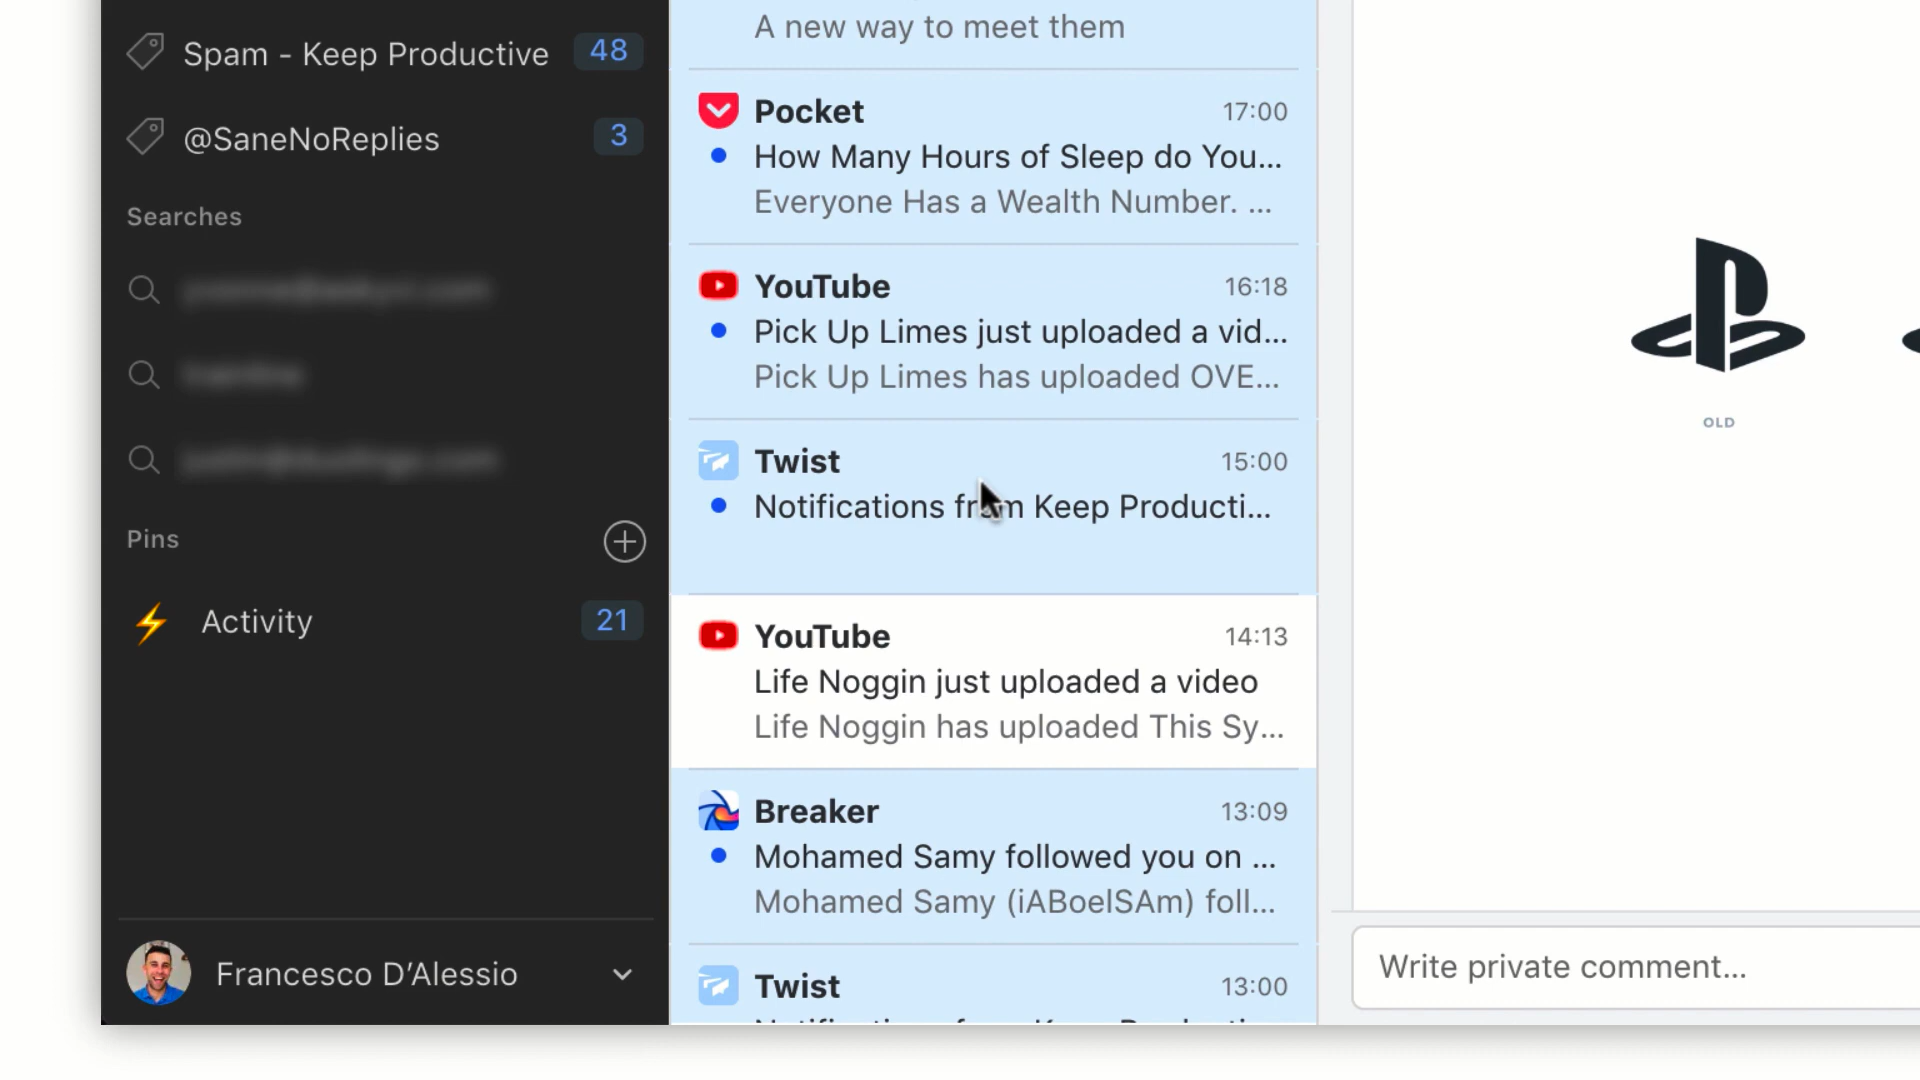 Spam - Keep Productive 48
@SaneNoReplies 3
Searches
Pins
Activity 21
Francesco D'Alessio
A new way to meet them
Pocket 17:00
How Many Hours of Sleep do You...
Everyone Has a Wealth Number. ...
YouTube 16:18
Pick Up Limes just uploaded a vid...
Pick Up Limes has uploaded OVE...
Twist 15:00
Notifications from Keep Producti...
YouTube 14:13
Life Noggin just uploaded a video
Life Noggin has uploaded This Sy...
Breaker 13:09
Mohamed Samy followed you on ...
Mohamed Samy (iABoelSAm) foll...
Twist 13:00
OLD
Write private comment...